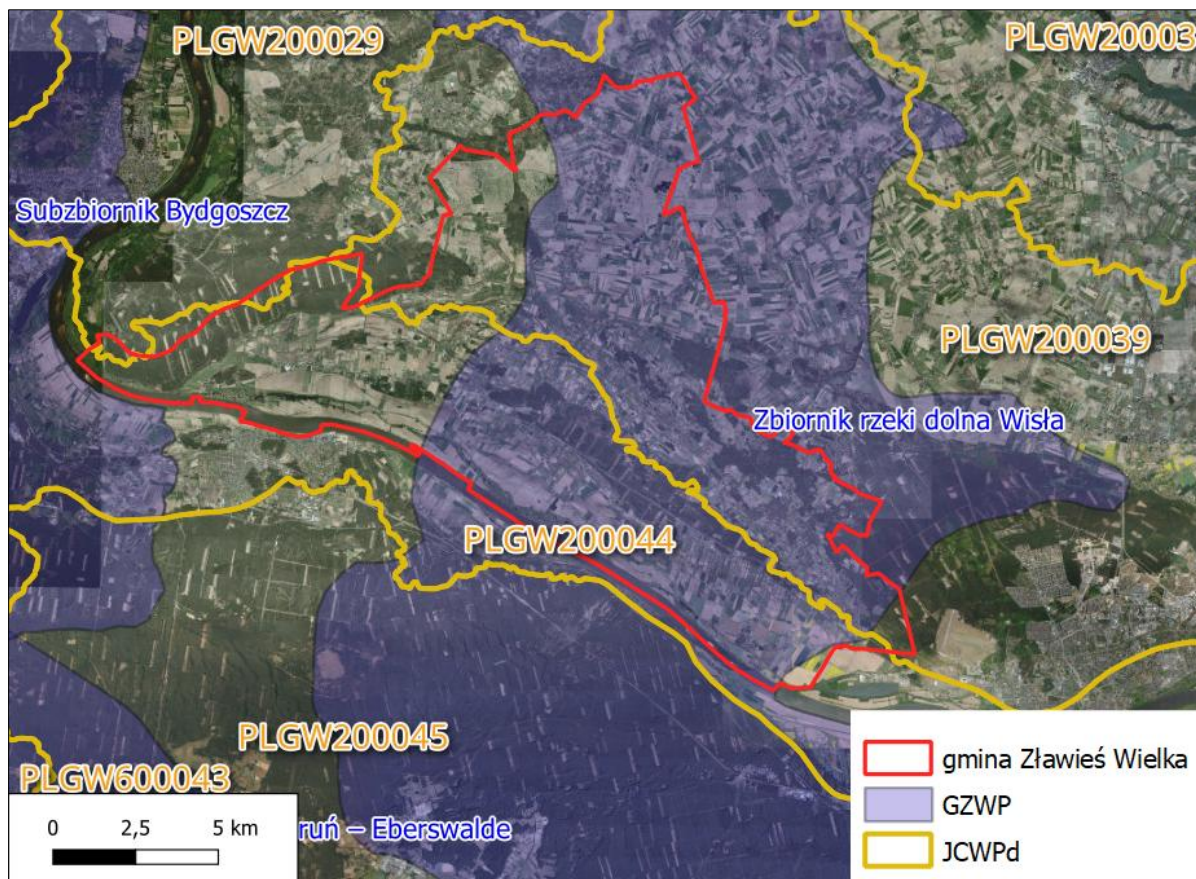 PLGW200029
PLGW20003
Subzbiornik Bydgoszcz
PLGW200039
Zbiornik rzeki dolna Wisła
PLGW200044
PLGW200045
PLGW600043
ruń – Eberswalde
0 2,5 5 km
gmina Zławieś Wielka
GZWP
JCWPd